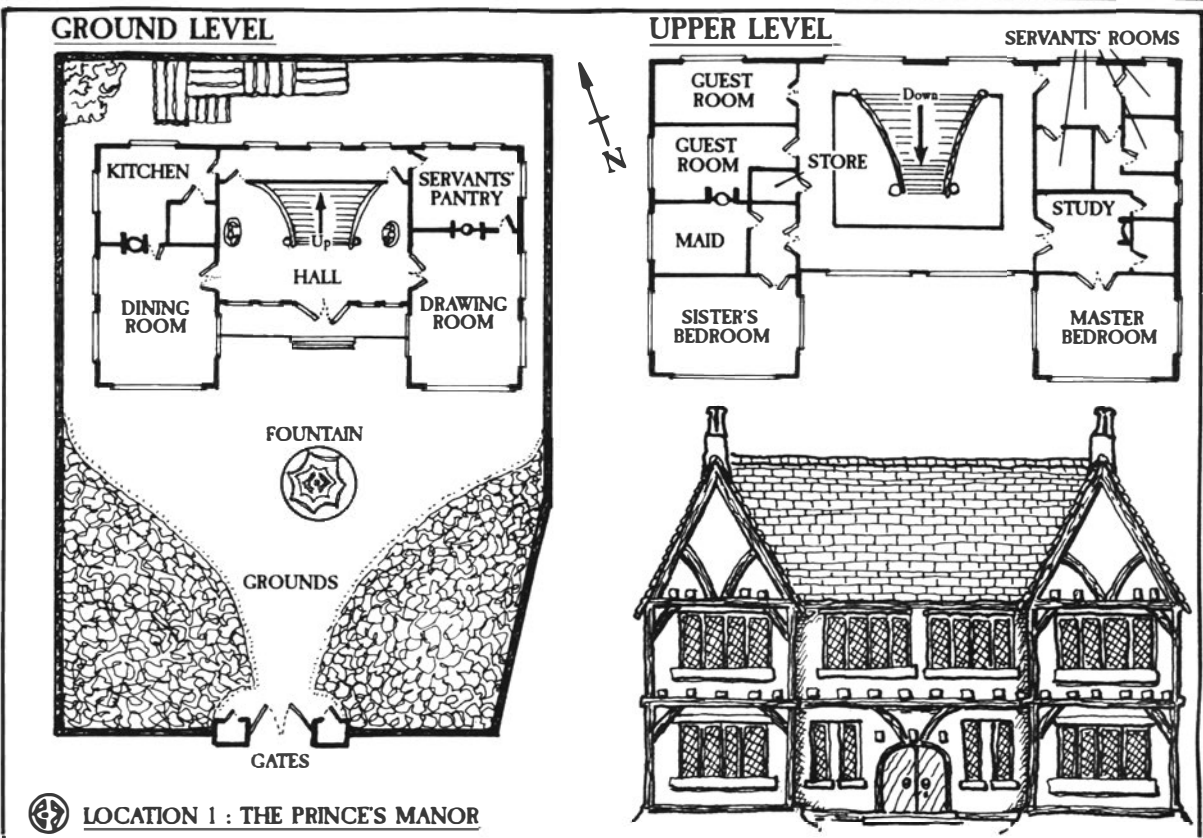 GROUND LEVEL
KITCHEN
SERVANTS'
PANTRY
Up
HALL
DINING
ROOM
DRAWING
ROOM
FOUNTAIN
GROUNDS
GATES
N
UPPER LEVEL
SERVANTS' ROOMS
GUEST
ROOM
Down
GUEST
ROOM
STORE
STUDY
MAID
SISTER'S
BEDROOM
MASTER
BEDROOM
LOCATION 1 : THE PRINCE'S MANOR